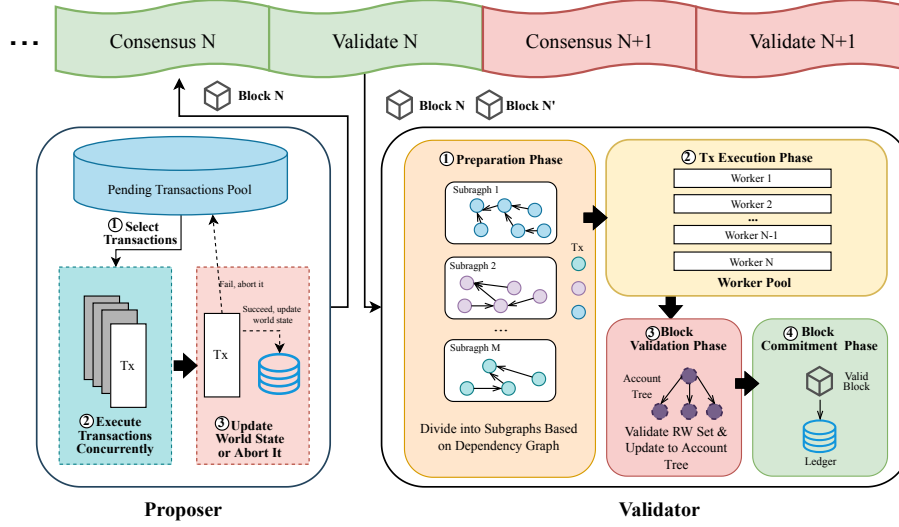 ...
Consensus N
Validate N
Consensus N+1
Validate N+1
Block N
Block N
Block N'
Pending Transactions Pool
1 Select
Transactions
Fail, abort it
Succeed, update
world state
Tx
Tx
2 Execute
Transactions
Concurrently
3 Update
World State
or Abort It
Proposer
1 Preparation Phase
Subragph 1
Subragph 2
...
Subragph M
Tx
Divide into Subgraphs Based
on Dependency Graph
2 Tx Execution Phase
Worker 1
Worker 2
...
Worker N-1
Worker N
Worker Pool
3 Block
Validation Phase
Account
Tree
Validate RW Set &
Update to Account
Tree
4 Block
Commitment Phase
Valid
Block
Ledger
Validator